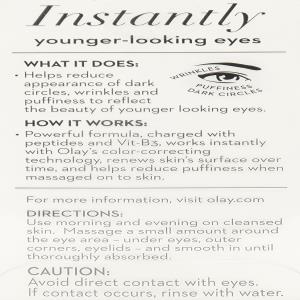 Instantly
younger-looking eyes
WHAT IT DOES:
• Helps reduce
appearance of dark
circles, wrinkles and
puffiness to reflect
the beauty of younger looking eyes.
WRINKLES
PUFFINESS
DARK CIRCLES
HOW IT WORKS:
• Powerful formula, charged with
peptides and Vit-B3, works instantly
with Olay's color-correcting
technology, renews skin's surface over
time, and helps reduce puffiness when
massaged on to skin.
For more information, visit olay.com
DIRECTIONS:
Use morning and evening on cleansed
skin. Massage a small amount around
the eye area – under eyes, outer
corners, eyelids – and smooth in until
thoroughly absorbed.
CAUTION:
Avoid direct contact with eyes.
If contact occurs, rinse with water.